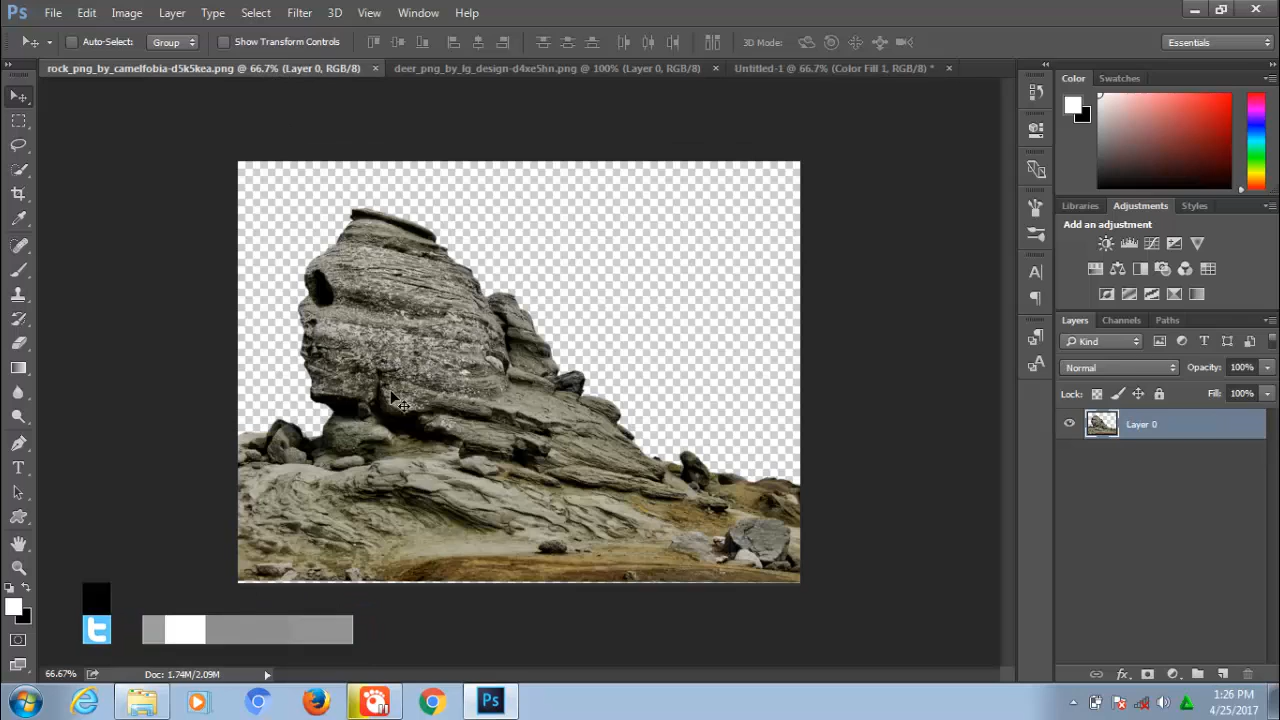 Ps File Edit Image Layer Type Select Filter 3D View Window Help
Auto-Select: Group Show Transform Controls 3D Mode: Essentials
rock_png_by_camelfobia-d5k5kea.png @ 66.7% (Layer 0, RGB/8) × deer_png_by_lg_design-d4xe5hn.png @ 100% (Layer 0, RGB/8) × Untitled-1 @ 66.7% (Color Fill 1, RGB/8) * ×
Color Swatches
Libraries Adjustments Styles
Add an adjustment
Layers Channels Paths
Kind
Normal Opacity: 100%
Lock: Fill: 100%
Layer 0
66.67% Doc: 1.74M/2.09M
Ps
1:26 PM
4/25/2017